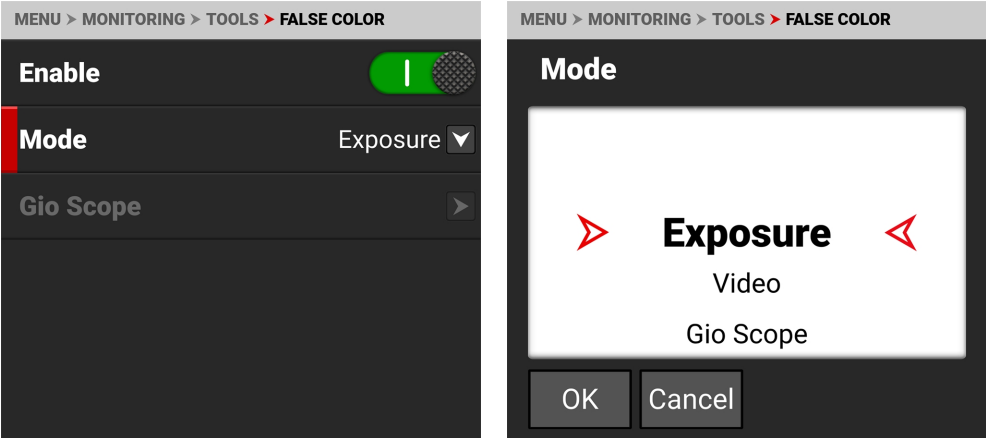 MENU > MONITORING > TOOLS > FALSE COLOR
Enable
Mode Exposure
Gio Scope
MENU > MONITORING > TOOLS > FALSE COLOR
Mode
Exposure
Video
Gio Scope
OK Cancel